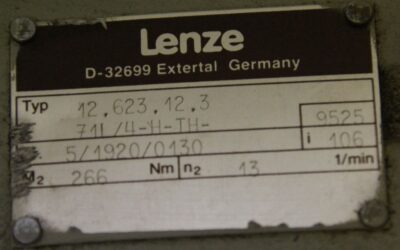 Lenze
D-32699 Extertal Germany
Typ 12.623.12.3
71L/4-H-TH- 9525
5/1920/0130 i 106
M2 266 Nm n2 13 1/min